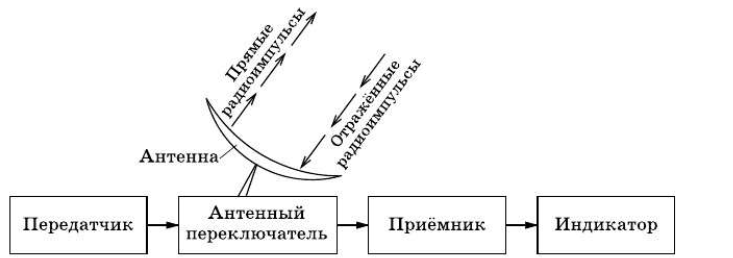 Прямые
радиоимпульсы
Отражённые
радиоимпульсы
Антенна
Передатчик
Антенный
переключатель
Приёмник
Индикатор